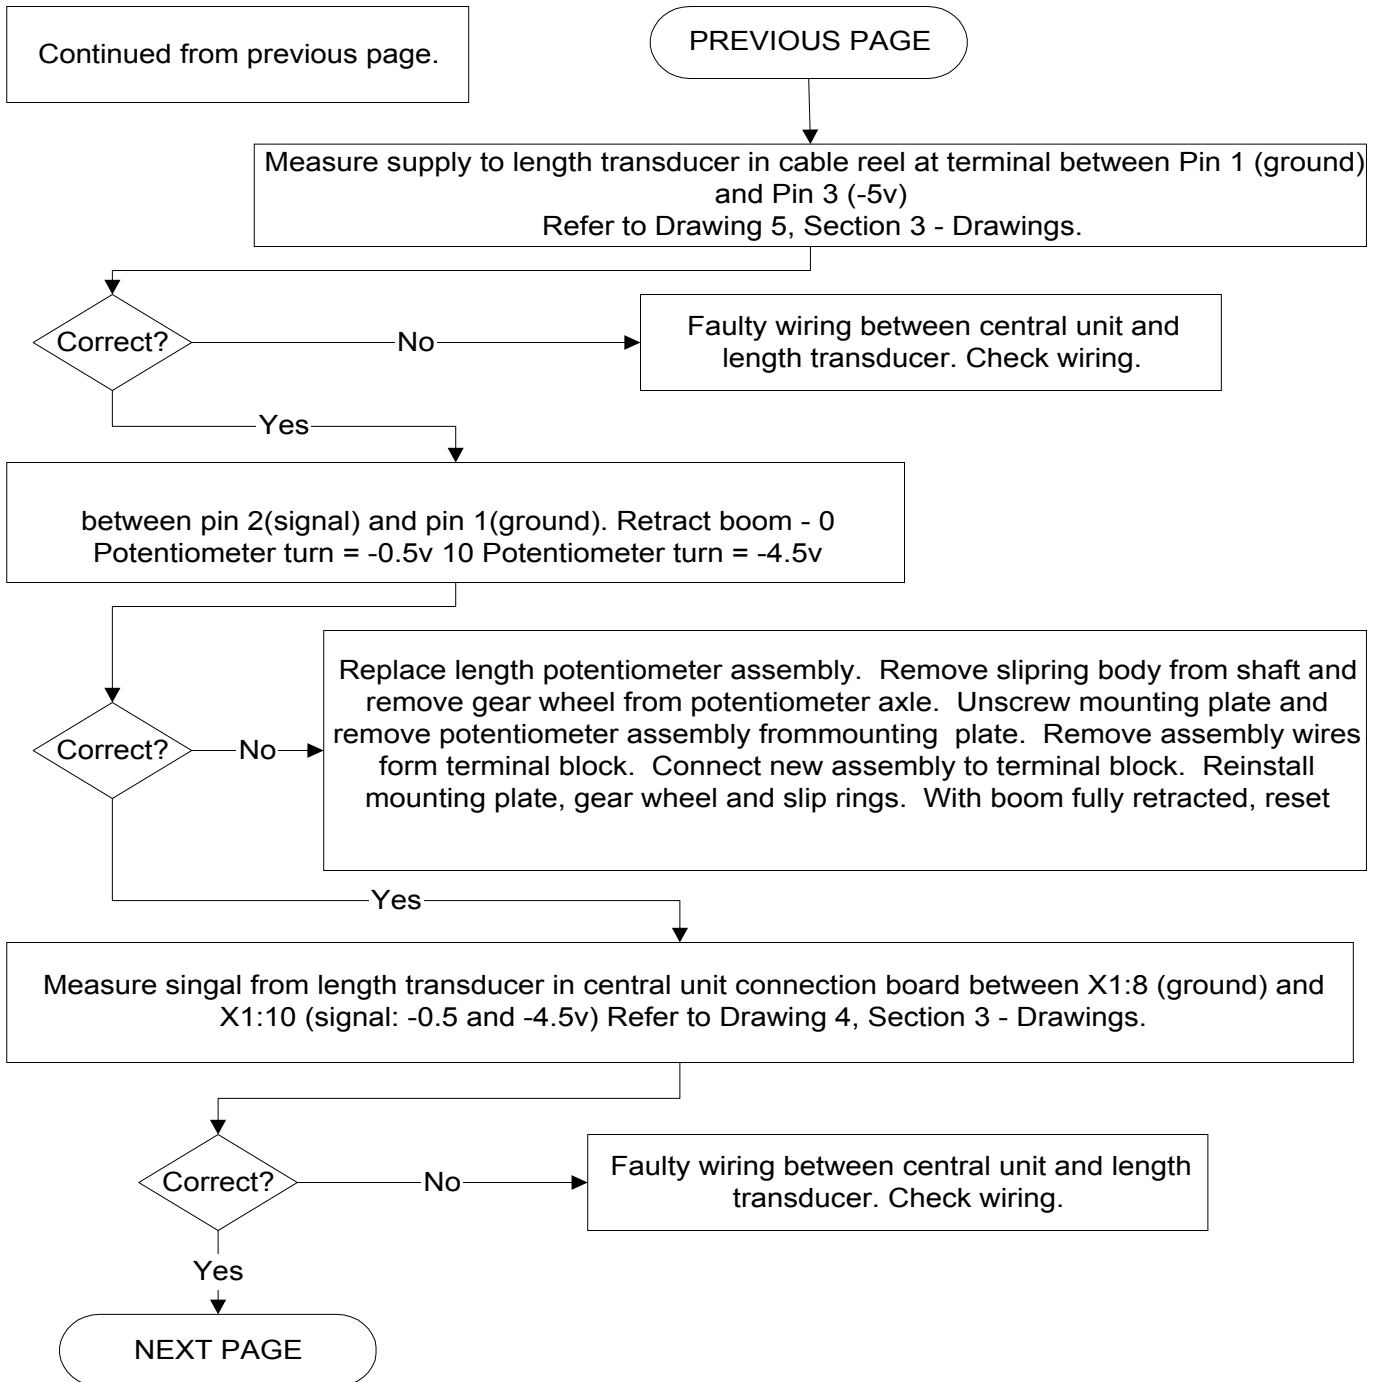 Continued from previous page.
PREVIOUS PAGE
Measure supply to length transducer in cable reel at terminal between Pin 1 (ground)
and Pin 3 (-5v)
Refer to Drawing 5, Section 3 - Drawings.
Correct?
No
Faulty wiring between central unit and
length transducer. Check wiring.
Yes
between pin 2(signal) and pin 1(ground). Retract boom - 0
Potentiometer turn = -0.5v 10 Potentiometer turn = -4.5v
Correct?
No
Replace length potentiometer assembly.  Remove slipring body from shaft and
remove gear wheel from potentiometer axle.  Unscrew mounting plate and
remove potentiometer assembly frommounting  plate.  Remove assembly wires
form terminal block.  Connect new assembly to terminal block.  Reinstall
mounting plate, gear wheel and slip rings.  With boom fully retracted, reset
Yes
Measure singal from length transducer in central unit connection board between X1:8 (ground) and
X1:10 (signal: -0.5 and -4.5v) Refer to Drawing 4, Section 3 - Drawings.
Correct?
No
Faulty wiring between central unit and length
transducer. Check wiring.
Yes
NEXT PAGE